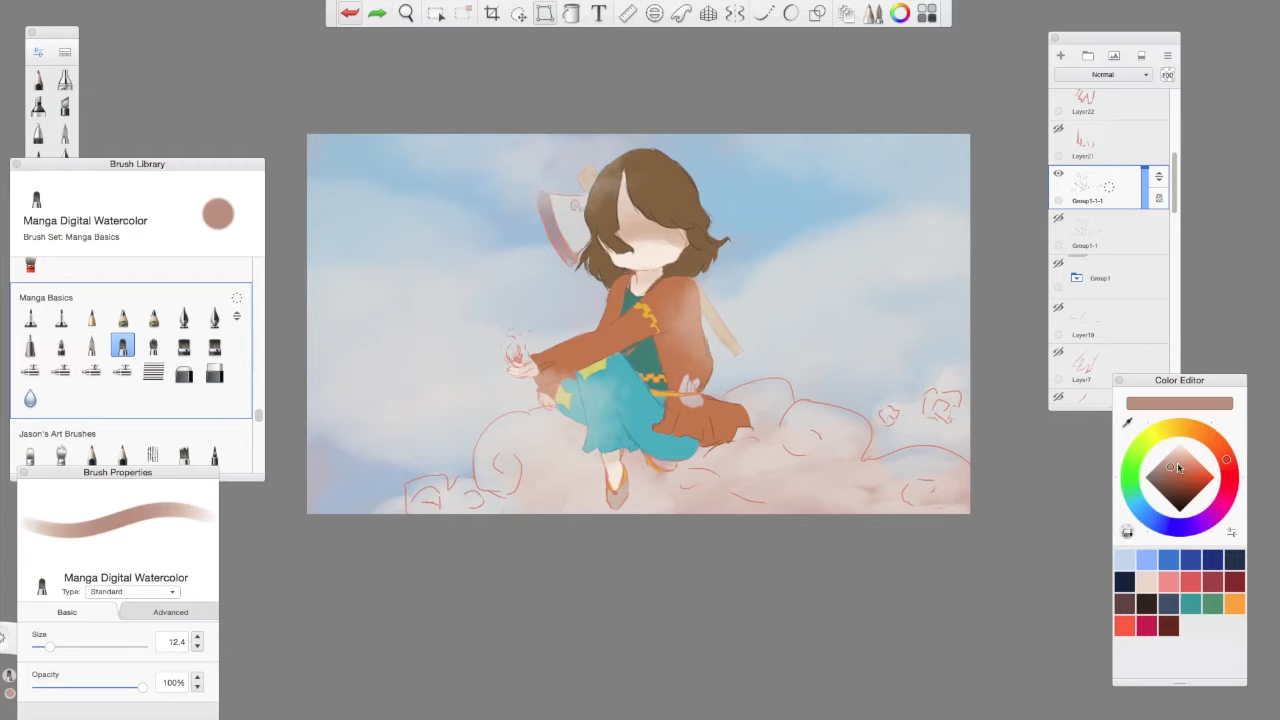 T
Brush Library
Manga Digital Watercolor
Brush Set: Manga Basics
Manga Basics
Jason's Art Brushes
Brush Properties
Manga Digital Watercolor
Type: Standard
Basic Advanced
Size
12.4
Opacity
100%
Normal 100
Layer22
Layer21
Group1-1-1
Group1-1
Group1
Layer19
Layer7
Color Editor